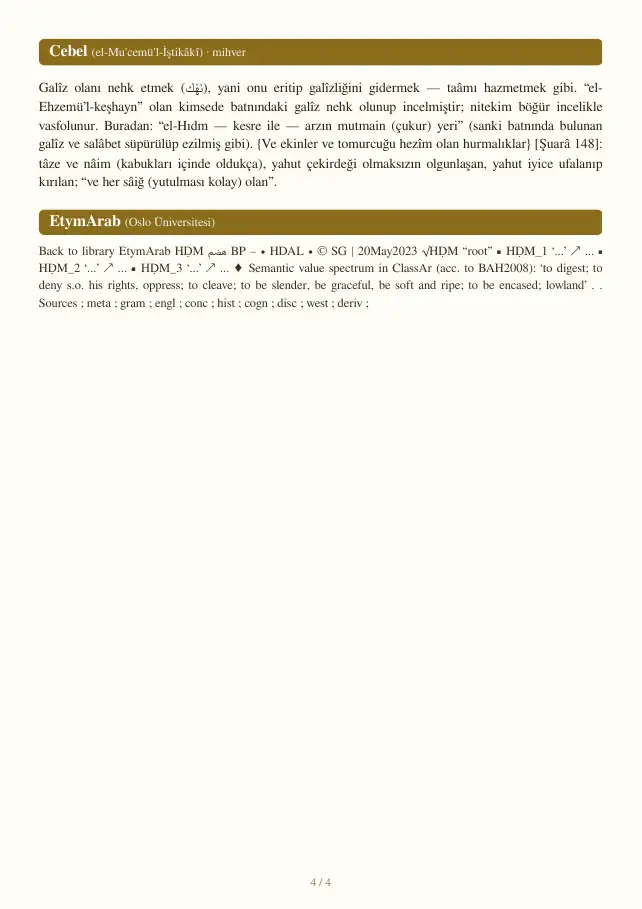 Cebel (el-Mu'cemü'l-İştikâkî) · mihver
Galîz olanı nehk etmek (نَهْك), yani onu eritip galîzliğini gidermek — taâmı hazmetmek gibi. “el-
Ehzemü’l-keşhayn” olan kimsede batnındaki galîz nehk olunup incelmiştir; nitekim böğür incelikle
vasfolunur. Buradan: “el-Hıdm — kesre ile — arzın mutmain (çukur) yeri” (sanki batnında bulunan
galîz ve salâbet süpürülüp ezilmiş gibi). {Ve ekinler ve tomurcuğu hezîm olan hurmalıklar} [Şuarâ 148]:
tâze ve nâim (kabukları içinde oldukça), yahut çekirdeği olmaksızın olgunlaşan, yahut iyice ufalanıp
kırılan; “ve her sâiğ (yutulması kolay) olan”.
EtymArab (Oslo Üniversitesi)
Back to library EtymArab HḌM هضم BP – • HDAL • © SG | 20May2023 √HḌM “root” ▪ HḌM_1 ‘...’ ↗ ... ▪
HḌM_2 ‘...’ ↗ ... ▪ HḌM_3 ‘...’ ↗ ... ♦ Semantic value spectrum in ClassAr (acc. to BAH2008): ‘to digest; to
deny s.o. his rights, oppress; to cleave; to be slender, be graceful, be soft and ripe; to be encased; lowland’ . .
Sources ; meta ; gram ; engl ; conc ; hist ; cogn ; disc ; west ; deriv ;
4 / 4